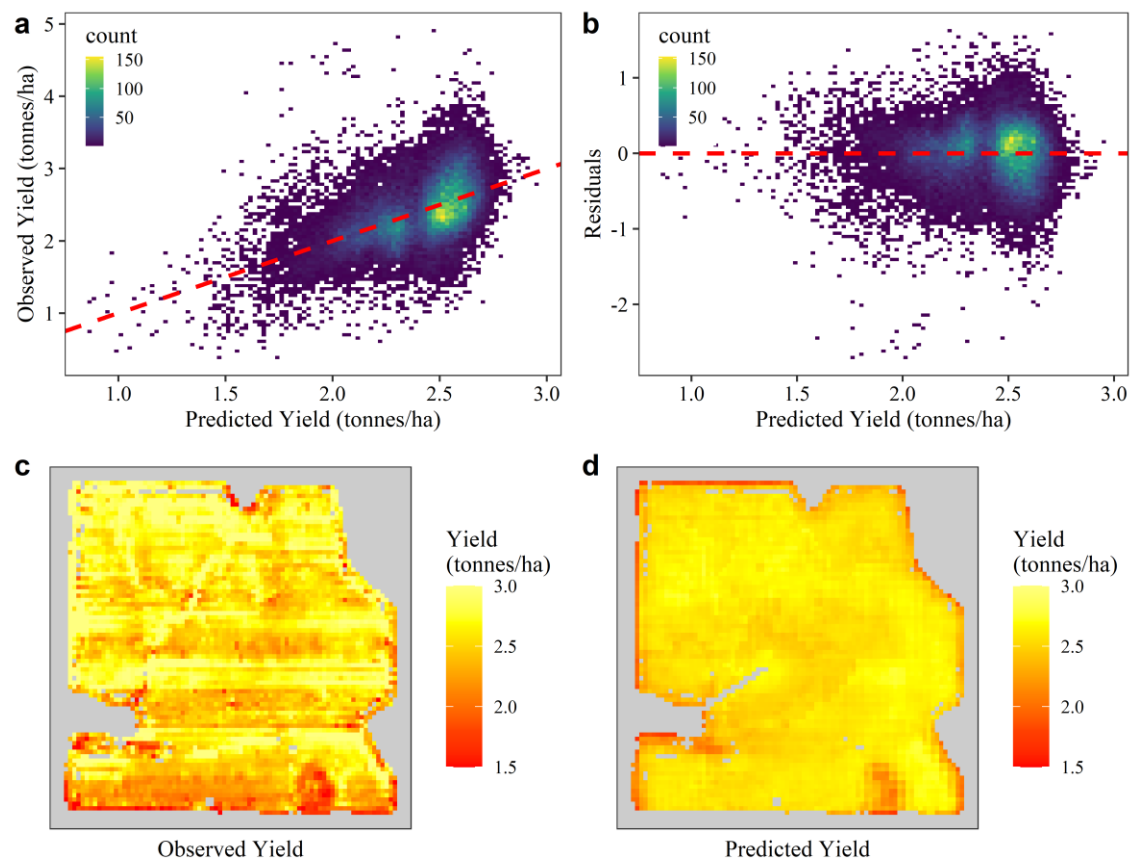 a
count
150
100
50
5
4
3
2
1
Observed Yield (tonnes/ha)
1.0 1.5 2.0 2.5 3.0
Predicted Yield (tonnes/ha)
b
count
150
100
50
1
0
-1
-2
Residuals
1.0 1.5 2.0 2.5 3.0
Predicted Yield (tonnes/ha)
c
Yield
(tonnes/ha)
3.0
2.5
2.0
1.5
Observed Yield
d
Yield
(tonnes/ha)
3.0
2.5
2.0
1.5
Predicted Yield